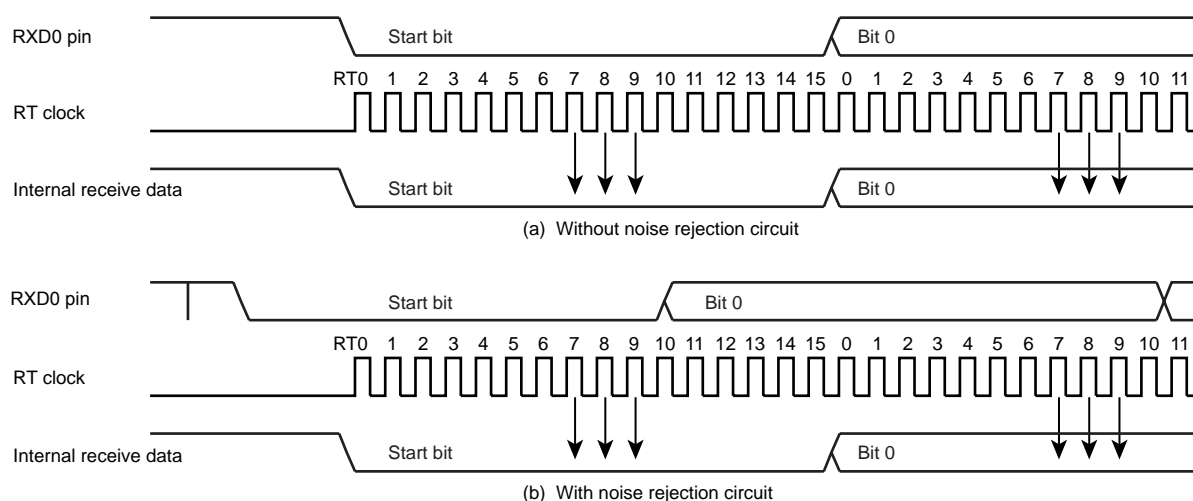 RXD0 pin Start bit Bit 0
RT0 1 2 3 4 5 6 7 8 9 10 11 12 13 14 15 0 1 2 3 4 5 6 7 8 9 10 11
RT clock
Internal receive data Start bit Bit 0
(a) Without noise rejection circuit
RXD0 pin Start bit Bit 0
RT0 1 2 3 4 5 6 7 8 9 10 11 12 13 14 15 0 1 2 3 4 5 6 7 8 9 10 11
RT clock
Internal receive data Start bit Bit 0
(b) With noise rejection circuit